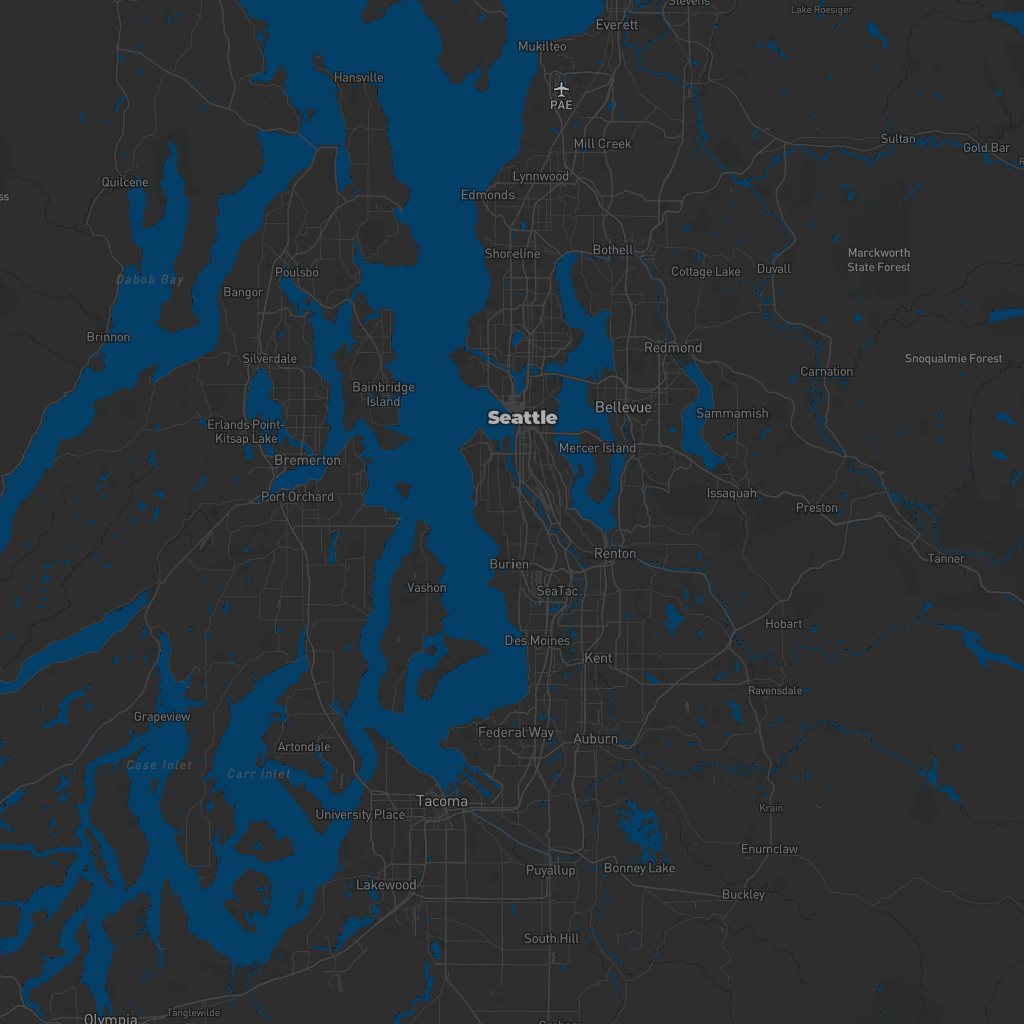 Stevens
Lake Roesiger
Everett
Mukilteo
Hansville
PAE
Sultan
Mill Creek
Gold Bar
Lynnwood
Quilcene
Edmonds
ss
Bothell
Shoreline
Marckworth
State Forest
Cottage Lake
Duvall
Poulsbo
Dabob Bay
Bangor
Brinnon
Redmond
Silverdale
Snoqualmie Forest
Carnation
Bainbridge
Island
Bellevue
Sammamish
Seattle
Erlands Point-
Kitsap Lake
Mercer Island
Bremerton
Issaquah
Port Orchard
Preston
Renton
Tanner
Burien
Vashon
SeaTac
Hobart
Des Moines
Kent
Ravensdale
Grapeview
Federal Way
Auburn
Artondale
Case Inlet
Carr Inlet
Tacoma
Krain
University Place
Enumclaw
Puyallup
Bonney Lake
Lakewood
Buckley
South Hill
Tanglewilde
Olympia